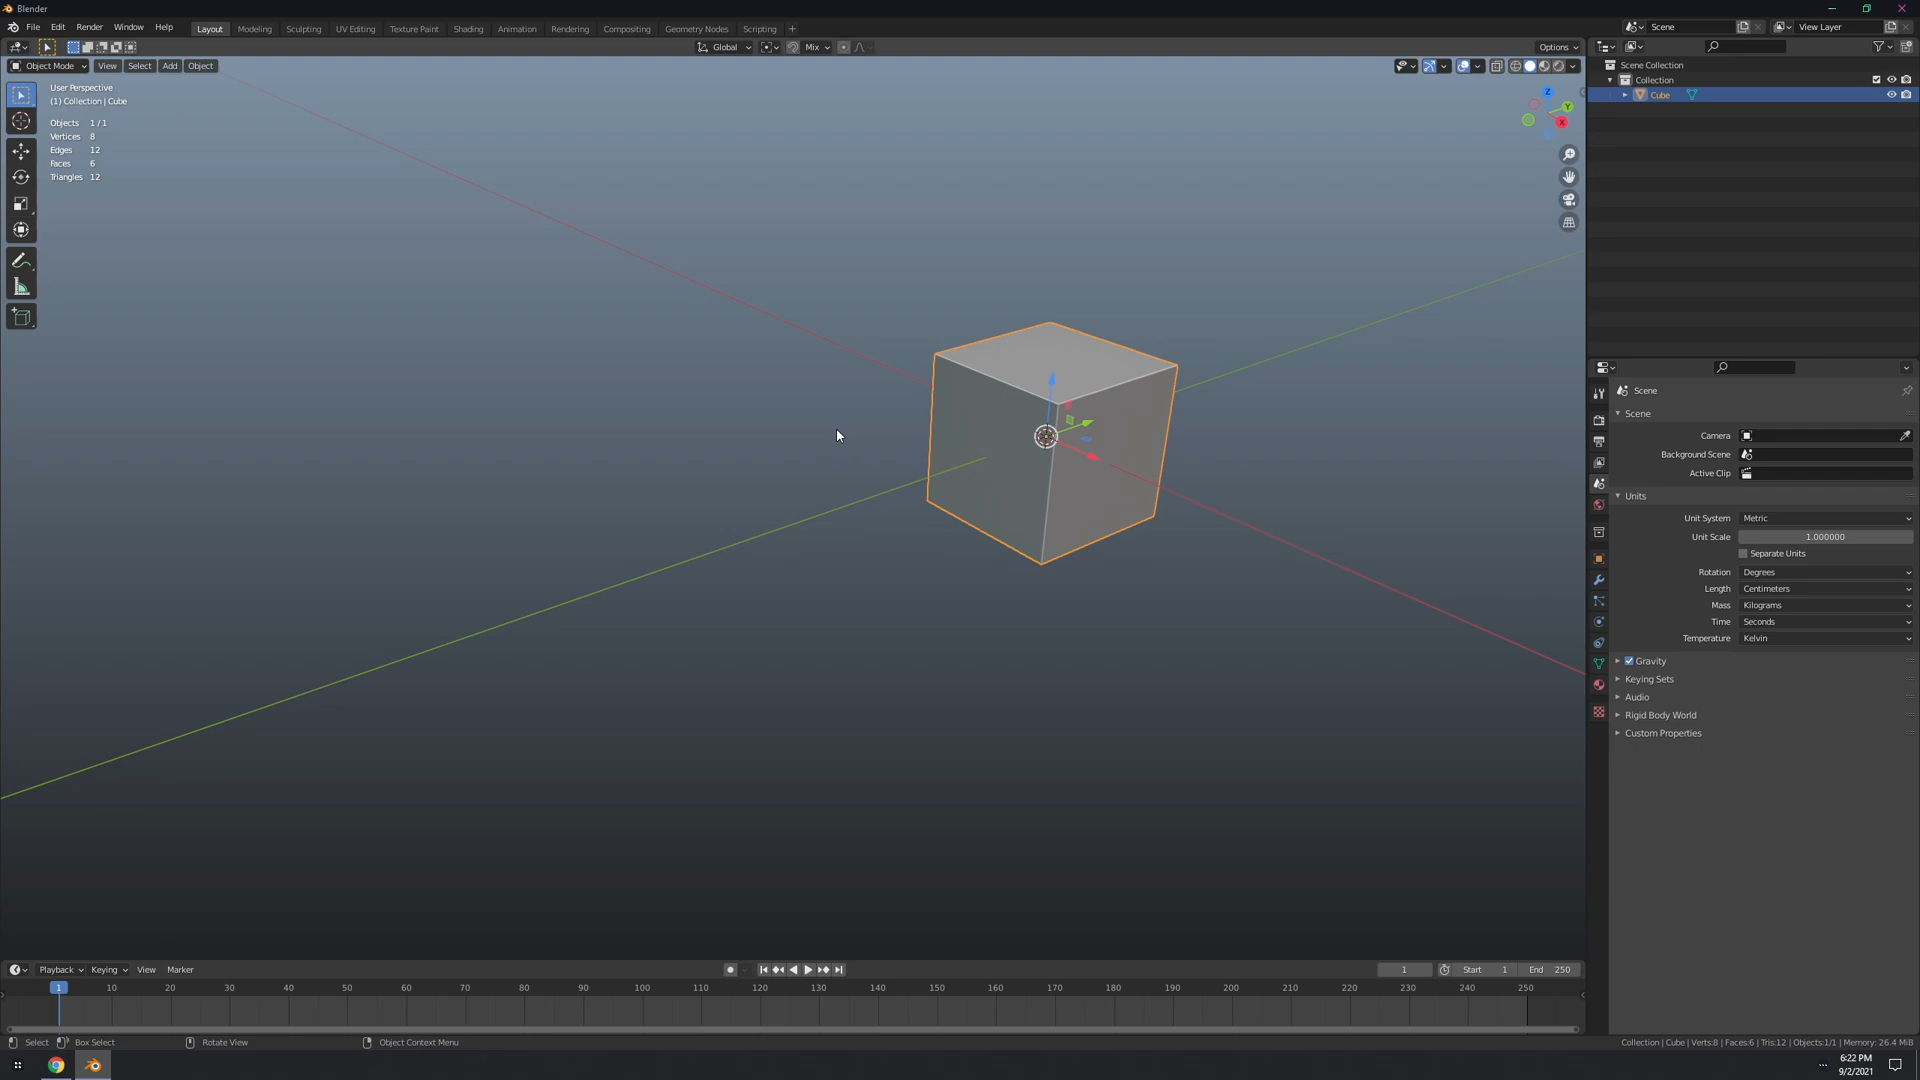 Blender
File Edit Render Window Help
Layout Modeling Sculpting UV Editing Texture Paint Shading Animation Rendering Compositing Geometry Nodes Scripting +
Scene
View Layer
Global
Mix
Options
Object Mode View Select Add Object
User Perspective
(1) Collection | Cube
Objects 1/1
Vertices 8
Edges 12
Faces 6
Triangles 12
Z
Y
X
Scene Collection
Collection
Cube
Scene
Scene
Camera
Background Scene
Active Clip
Units
Unit System Metric
Unit Scale 1.000000
Separate Units
Rotation Degrees
Length Centimeters
Mass Kilograms
Time Seconds
Temperature Kelvin
Gravity
Keying Sets
Audio
Rigid Body World
Custom Properties
Playback Keying View Marker
1 Start 1 End 250
1 10 20 30 40 50 60 70 80 90 100 110 120 130 140 150 160 170 180 190 200 210 220 230 240 250
Select Box Select Rotate View Object Context Menu
Collection | Cube | Verts:8 | Faces:6 | Tris:12 | Objects:1/1 | Memory: 26.4 MiB
6:22 PM
9/2/2021